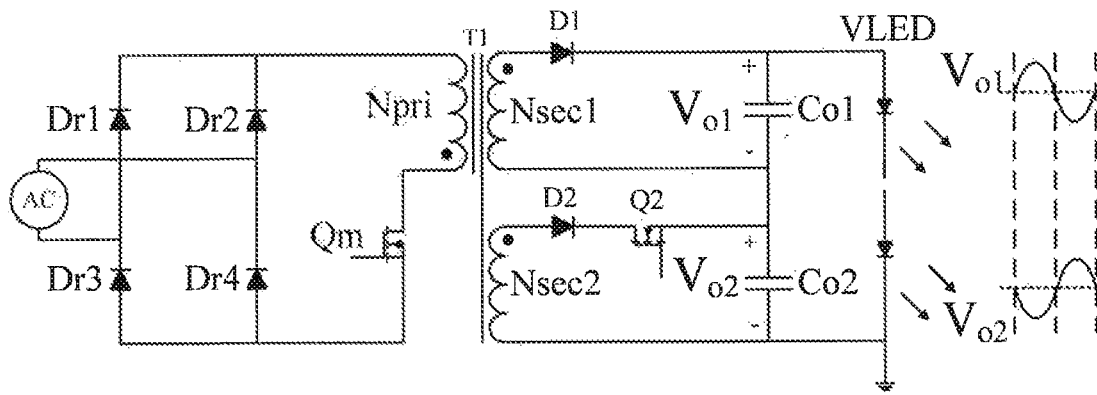 D1
VLED
T1
Vo1
Dr1
Dr2
Npri
Nsec1
Vo1
Co1
+
-
AC
D2
Q2
Qm
+
Dr3
Dr4
Nsec2
Vo2
Co2
-
Vo2